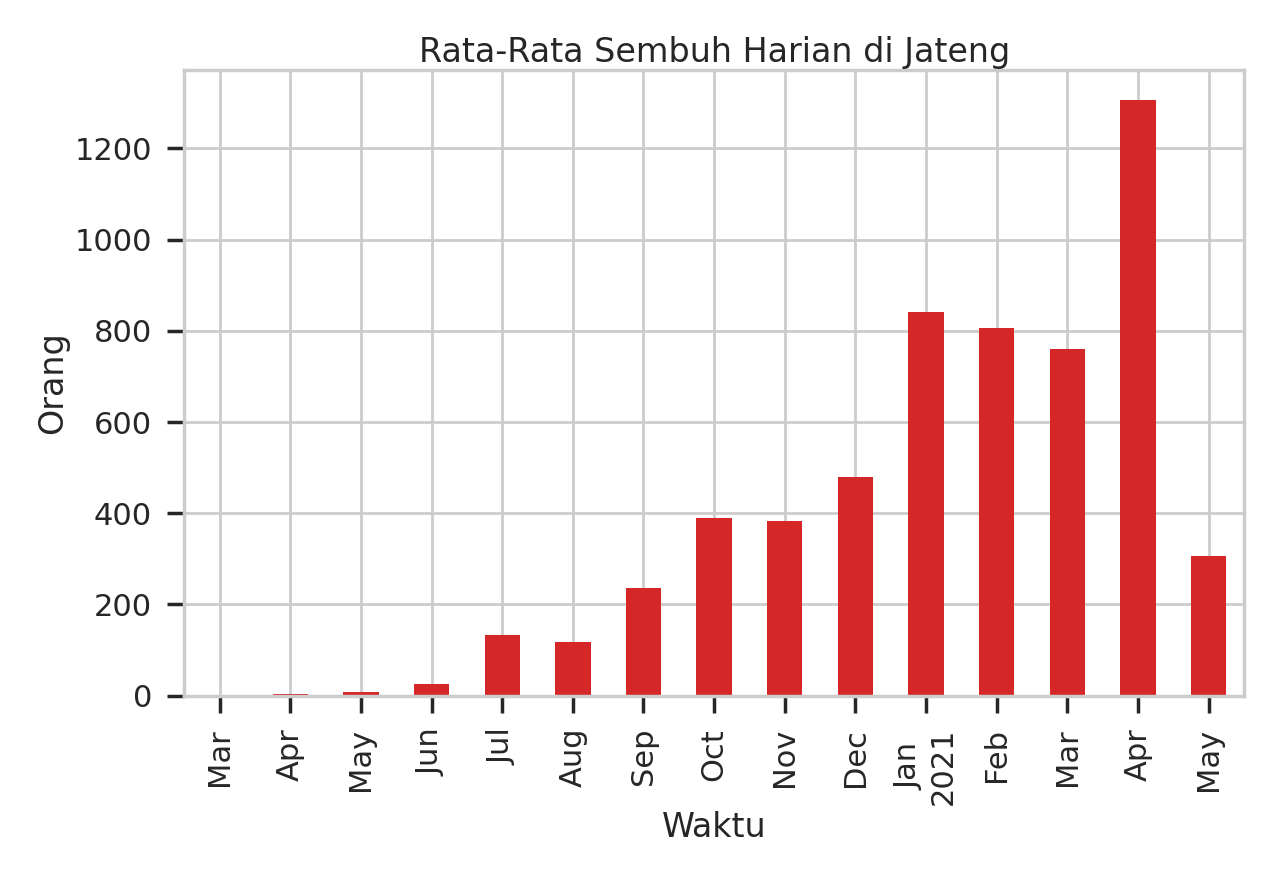 Rata-Rata Sembuh Harian di Jateng
1200
1000
800
600
400
200
0
Orang
Mar
Apr
May
Jun
Jul
Aug
Sep
Oct
Nov
Dec
Jan
2021
Feb
Mar
Apr
May
Waktu